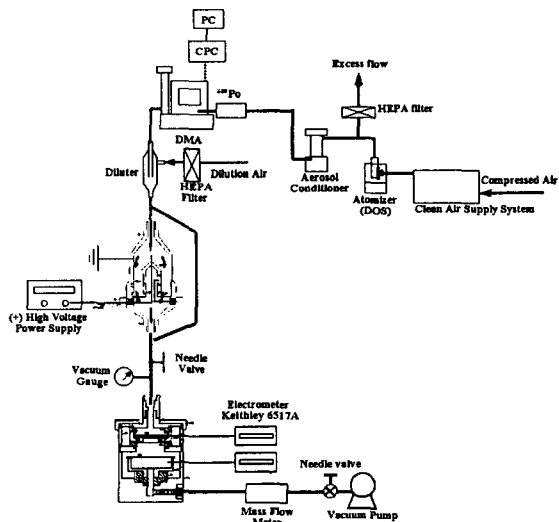 PC
CPC
Excess flow
Po
HEPA filter
DMA
Diluter
HEPA
Filter
Dilution Air
Aerosol
Conditioner
Atomizer
(DOS)
Compressed Air
Clean Air Supply System
(+) High Voltage
Power Supply
Needle
Valve
Vacuum
Gauge
Electrometer
Keithley 6517A
Needle valve
Mass Flow
Meter
Vacuum Pump